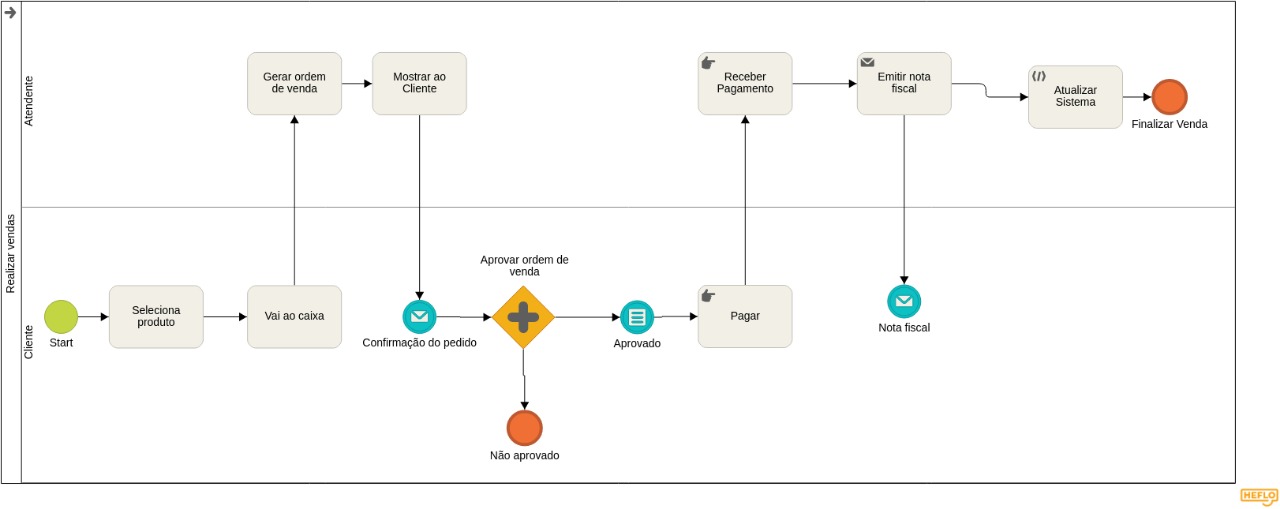 Realizar vendas
Atendente
Gerar ordem
de venda
Mostrar ao
Cliente
Receber
Pagamento
Emitir nota
fiscal
Atualizar
Sistema
Finalizar Venda
Cliente
Start
Seleciona
produto
Vai ao caixa
Confirmação do pedido
Aprovar ordem de
venda
Aprovado
Pagar
Nota fiscal
Não aprovado
HEFLO